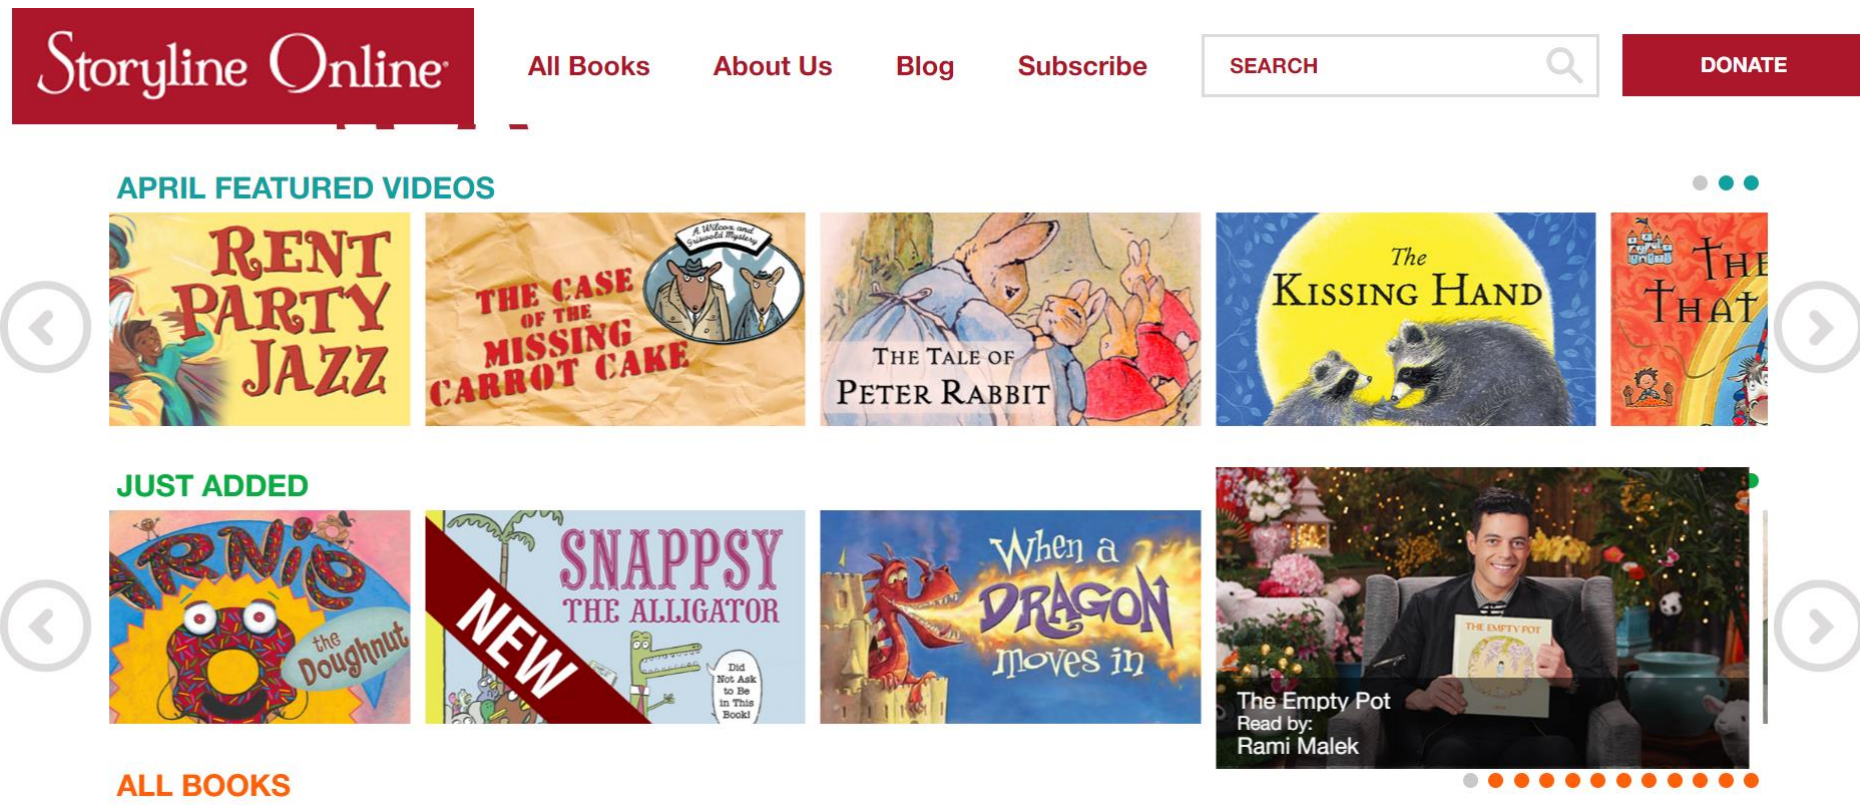 Storyline Online
All Books
About Us
Blog
Subscribe
SEARCH
DONATE
APRIL FEATURED VIDEOS
RENT
PARTY
JAZZ
A Wilcox and
Griswold Mystery
THE CASE
OF THE
MISSING
CARROT CAKE
THE TALE OF
PETER RABBIT
The
KISSING HAND
THE
THAT
JUST ADDED
ARNIE
the
Doughnut
NEW
SNAPPSY
THE ALLIGATOR
Did
Not Ask
to Be
in This
Book!
When a
DRAGON
moves in
THE EMPTY POT
The Empty Pot
Read by:
Rami Malek
ALL BOOKS